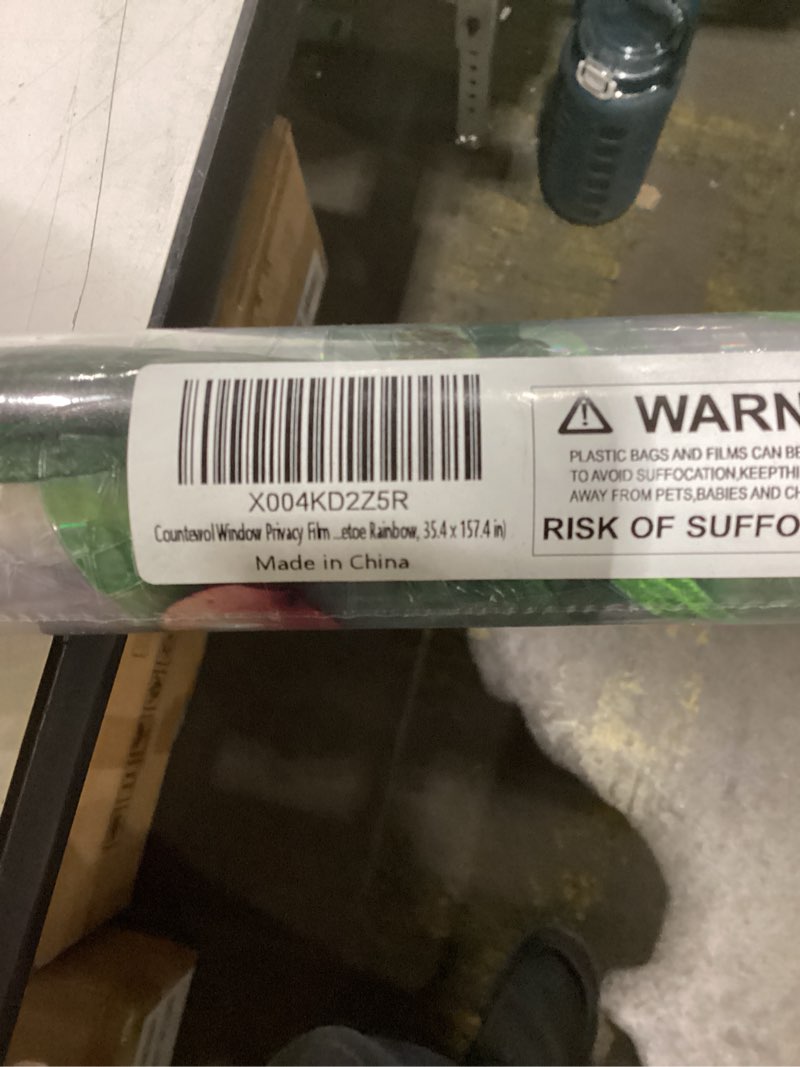 X004KD2Z5R
Countewol Window Privacy Film ...etoe Rainbow, 35.4 x 157.4 in)
Made in China
WARN
PLASTIC BAGS AND FILMS CAN BE
TO AVOID SUFFOCATION,KEEPTHI
AWAY FROM PETS,BABIES AND CH
RISK OF SUFFO